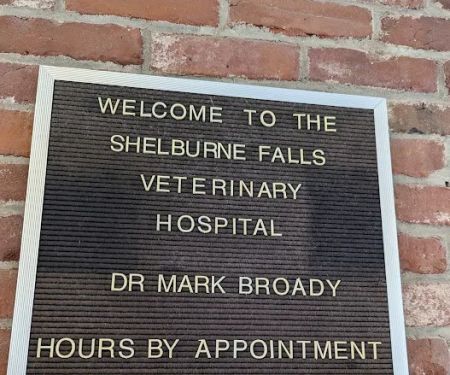 WELCOME TO THE
SHELBURNE FALLS
VETERINARY
HOSPITAL
DR MARK BROADY
HOURS BY APPOINTMENT